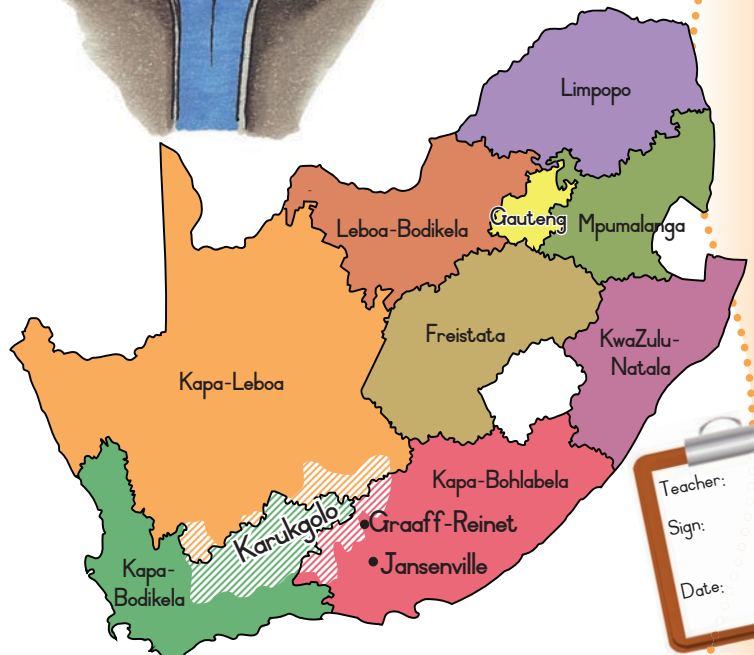 Limpopo
Leboa-Bodikela
Gauteng
Mpumalanga
Freistata
KwaZulu-
Natala
Kapa-Leboa
Kapa-Bohlabela
Karukgolo
Graaff-Reinet
Jansenville
Kapa-
Bodikela
Teacher:
Sign:
Date: